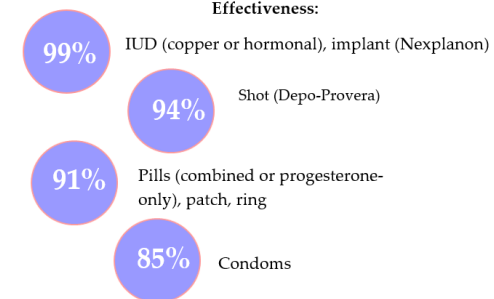 Effectiveness:
99%
IUD (copper or hormonal), implant (Nexplanon)
94%
Shot (Depo-Provera)
91%
Pills (combined or progesterone-
only), patch, ring
85%
Condoms